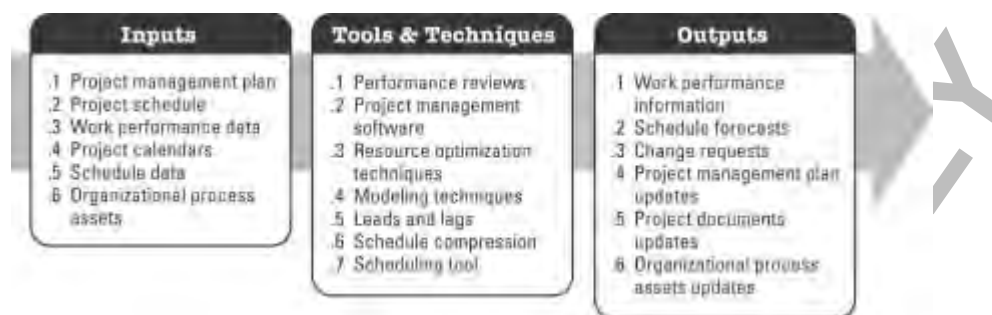 Inputs
.1 Project management plan
.2 Project schedule
.3 Work performance data
.4 Project calendars
.5 Schedule data
.6 Organizational process
assets
Tools & Techniques
.1 Performance reviews
.2 Project management
software
.3 Resource optimization
techniques
.4 Modeling techniques
.5 Leads and lags
.6 Schedule compression
.7 Scheduling tool
Outputs
.1 Work performance
information
.2 Schedule forecasts
.3 Change requests
.4 Project management plan
updates
.5 Project documents
updates
.6 Organizational process
assets updates